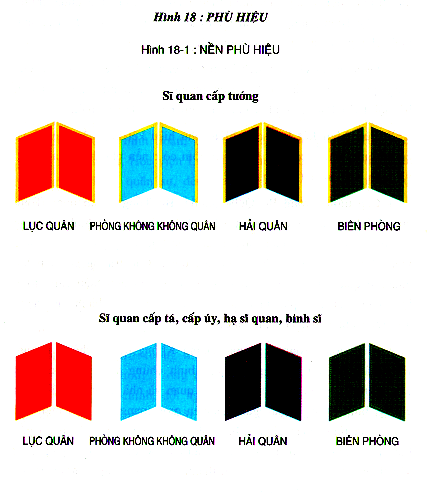 Hình 18 : PHÙ HIỆU
Hình 18-1 : NỀN PHÙ HIỆU
Sĩ quan cấp tướng
LỤC QUÂN PHÒNG KHÔNG KHÔNG QUÂN HẢI QUÂN BIÊN PHÒNG
Sĩ quan cấp tá, cấp úy, hạ sĩ quan, binh sĩ
LỤC QUÂN PHÒNG KHÔNG KHÔNG QUÂN HẢI QUÂN BIÊN PHÒNG